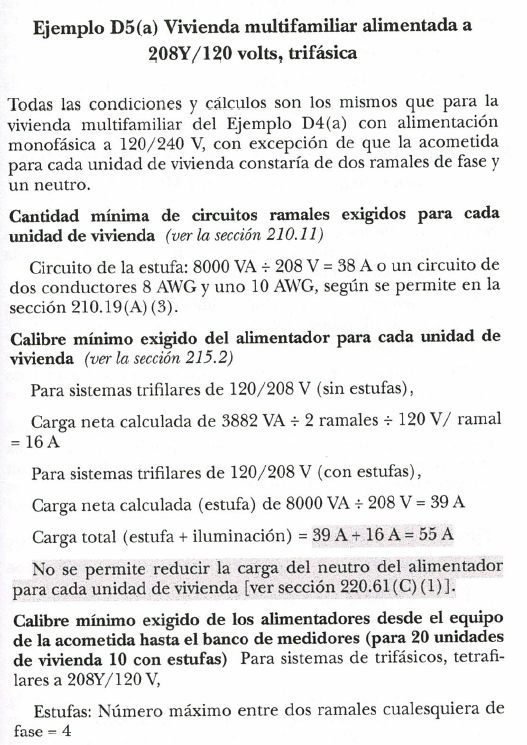 Ejemplo D5(a) Vivienda multifamiliar alimentada a
208Y/120 volts, trifásica
Todas las condiciones y cálculos son los mismos que para la
vivienda multifamiliar del Ejemplo D4(a) con alimentación
monofásica a 120/240 V, con excepción de que la acometida
para cada unidad de vivienda constaría de dos ramales de fase y
un neutro.
Cantidad mínima de circuitos ramales exigidos para cada
unidad de vivienda (ver la sección 210.11)
Circuito de la estufa: 8000 VA ÷ 208 V = 38 A o un circuito de
dos conductores 8 AWG y uno 10 AWG, según se permite en la
sección 210.19(A)(3).
Calibre mínimo exigido del alimentador para cada unidad de
vivienda (ver la sección 215.2)
Para sistemas trifilares de 120/208 V (sin estufas),
Carga neta calculada de 3882 VA ÷ 2 ramales ÷ 120 V/ ramal
= 16 A
Para sistemas trifilares de 120/208 V (con estufas),
Carga neta calculada (estufa) de 8000 VA ÷ 208 V = 39 A
Carga total (estufa + iluminación) = 39 A + 16 A = 55 A
No se permite reducir la carga del neutro del alimentador
para cada unidad de vivienda [ver sección 220.61(C)(1)].
Calibre mínimo exigido de los alimentadores desde el equipo
de la acometida hasta el banco de medidores (para 20 unidades
de vivienda 10 con estufas) Para sistemas de trifásicos, tetrafi-
lares a 208Y/120 V,
Estufas: Número máximo entre dos ramales cualesquiera de
fase = 4